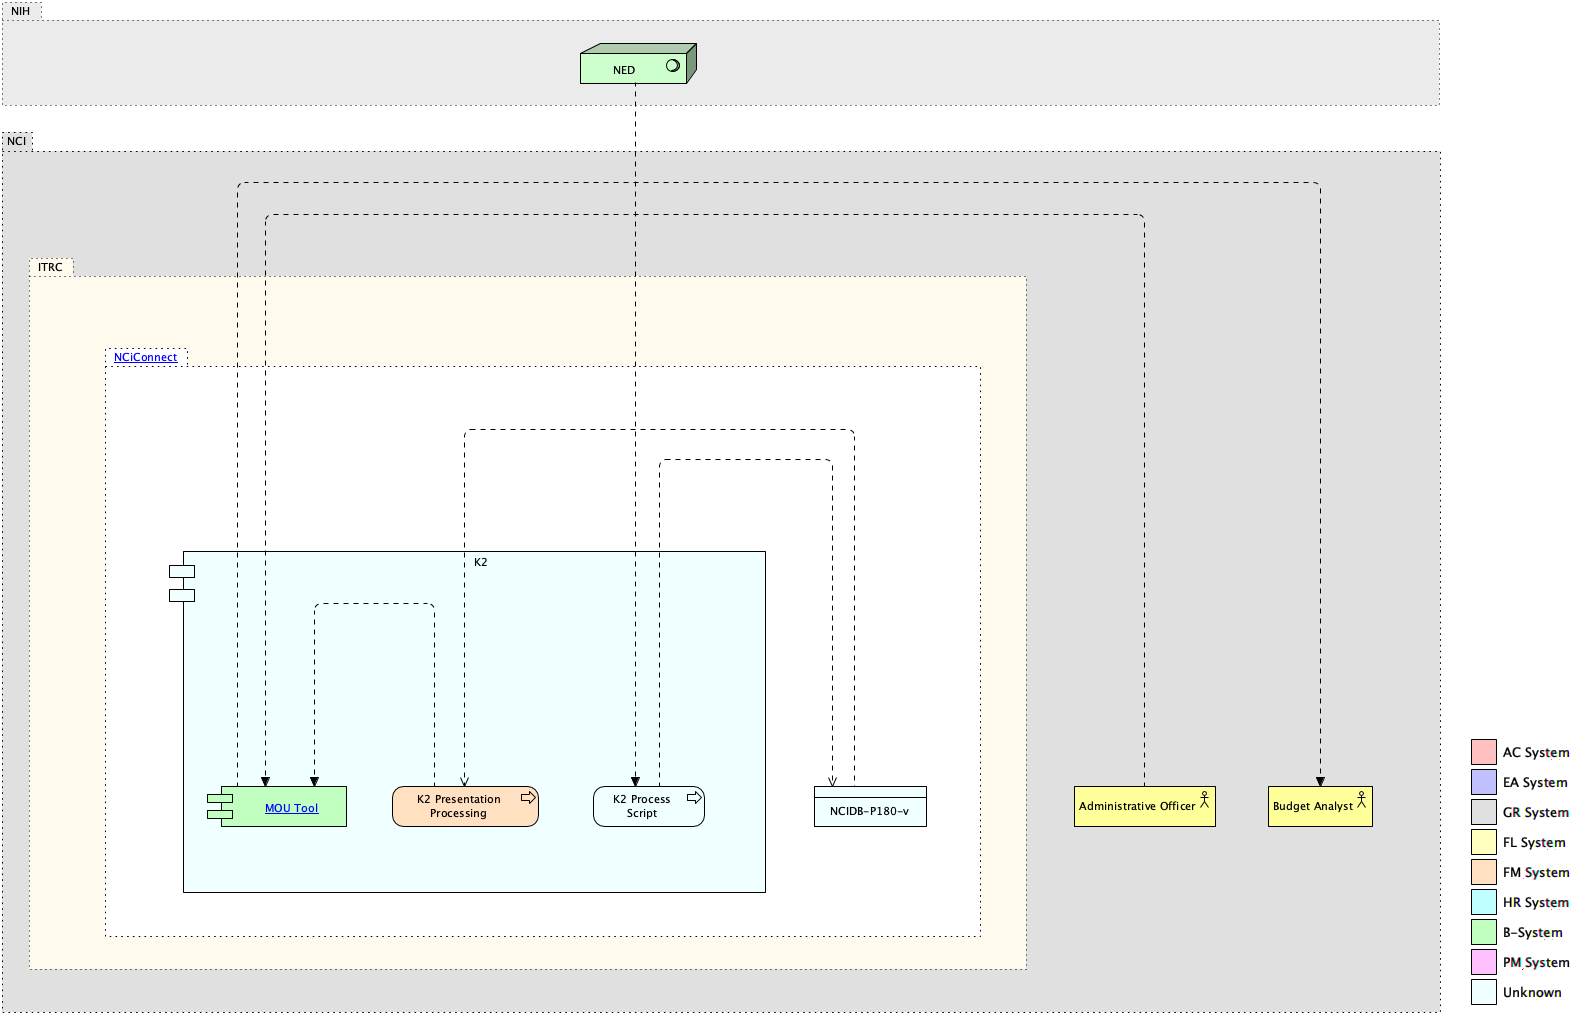 NIH
NED
NCI
ITRC
NCiConnect
K2
MOU Tool
K2 Presentation
Processing
K2 Process
Script
NCIDB-P180-v
Administrative Officer
Budget Analyst
AC System
EA System
GR System
FL System
FM System
HR System
B-System
PM System
Unknown